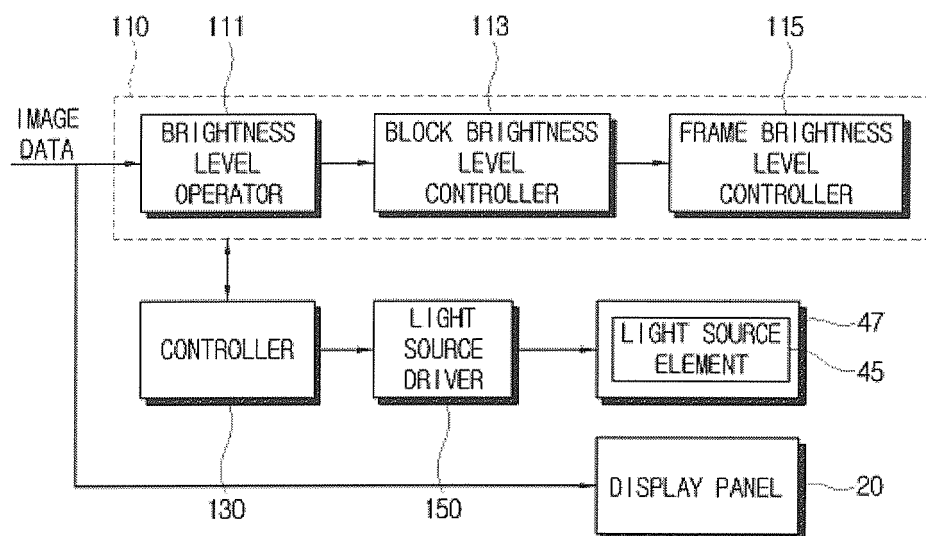 110
111
113
115
IMAGE
DATA
BRIGHTNESS
LEVEL
OPERATOR
BLOCK BRIGHTNESS
LEVEL
CONTROLLER
FRAME BRIGHTNESS
LEVEL
CONTROLLER
CONTROLLER
LIGHT
SOURCE
DRIVER
LIGHT SOURCE
ELEMENT
47
45
130
150
DISPLAY PANEL
20